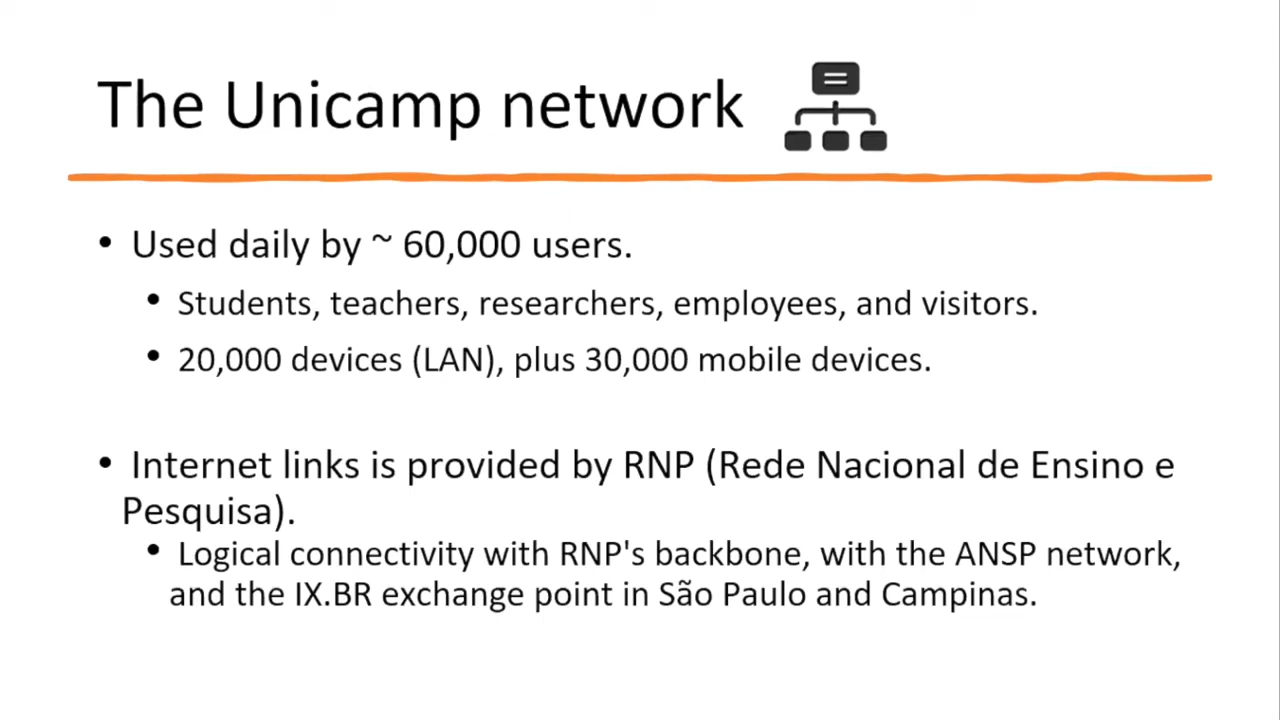 The Unicamp network
• Used daily by ~ 60,000 users.
• Students, teachers, researchers, employees, and visitors.
• 20,000 devices (LAN), plus 30,000 mobile devices.
• Internet links is provided by RNP (Rede Nacional de Ensino e
Pesquisa).
• Logical connectivity with RNP's backbone, with the ANSP network,
and the IX.BR exchange point in São Paulo and Campinas.